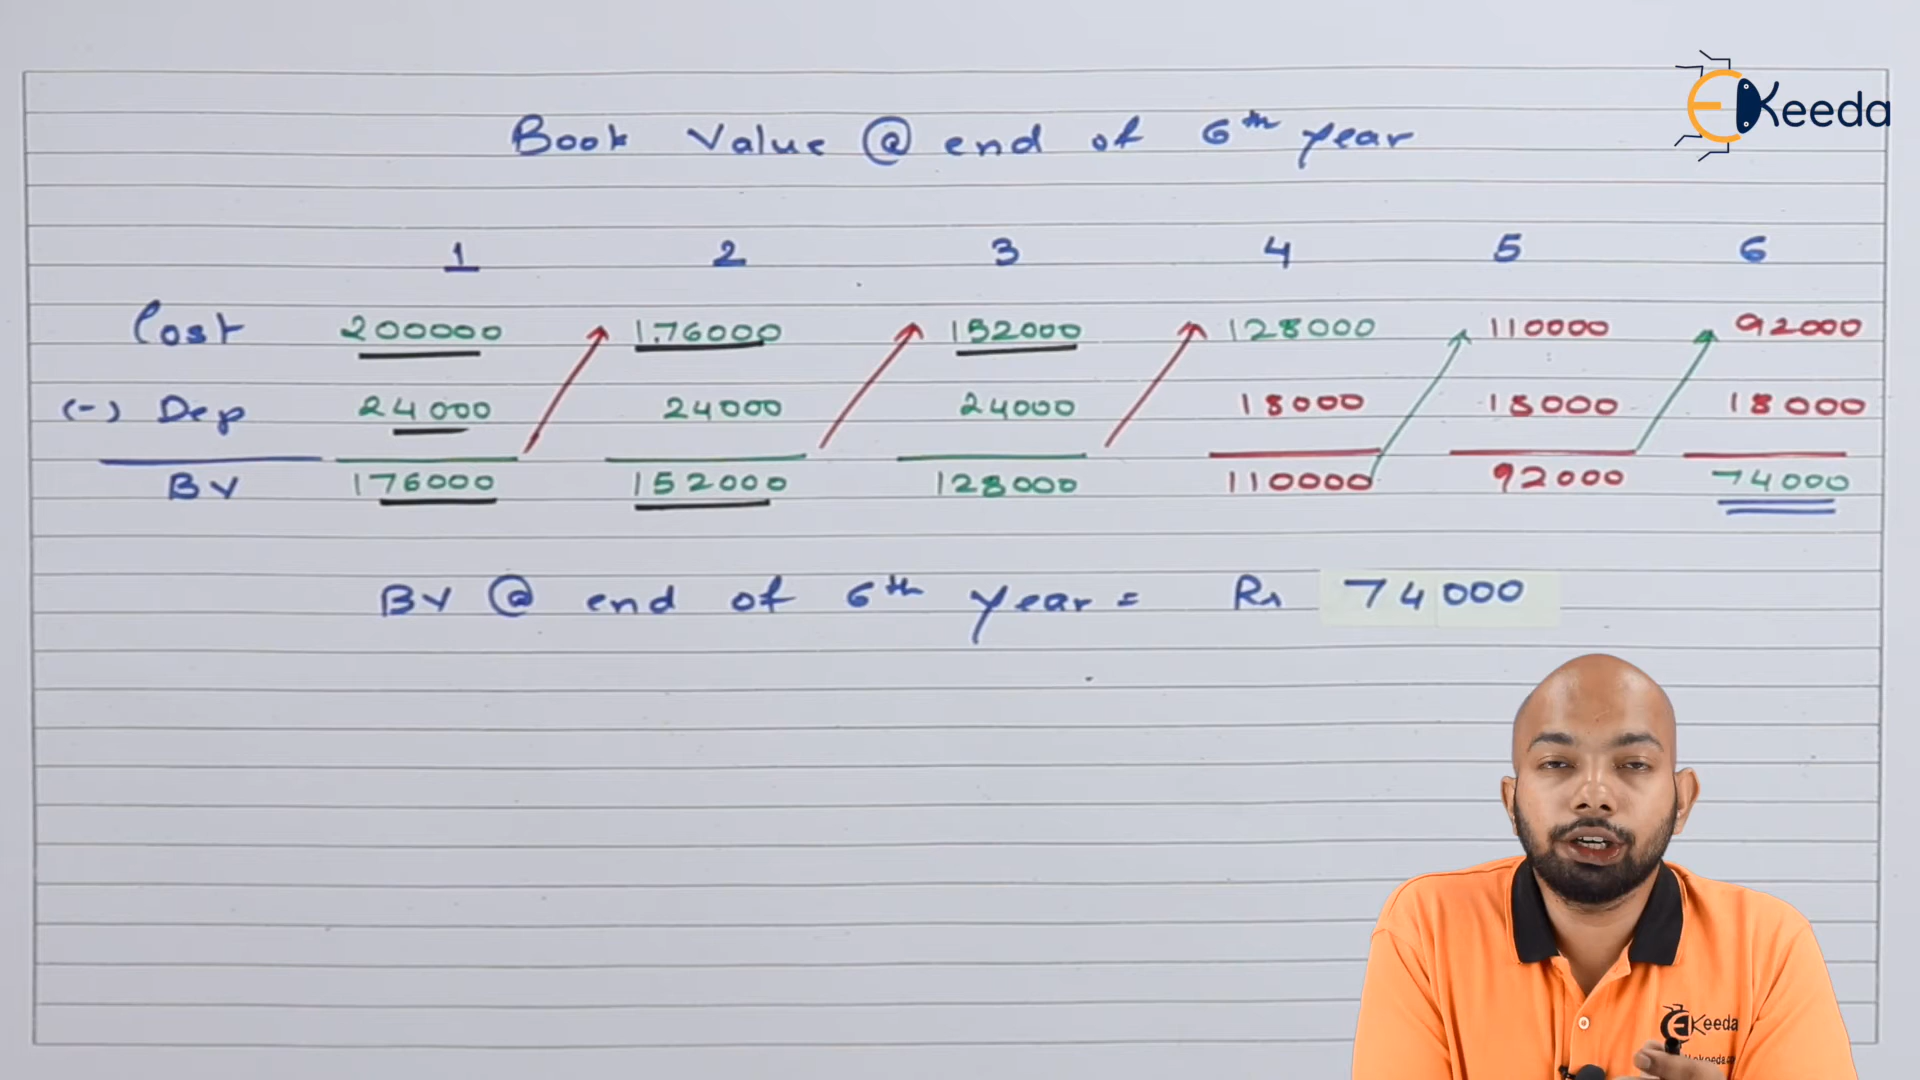 EKeeda
Book Value @ end of 6th year
1 2 3 4 5 6
Cost 200000 176000 152000 128000 110000 92000
(-) Dep 24000 24000 24000 18000 18000 18000
BV 176000 152000 128000 110000 92000 74000
BV @ end of 6th year = Rs 74000
EKeeda